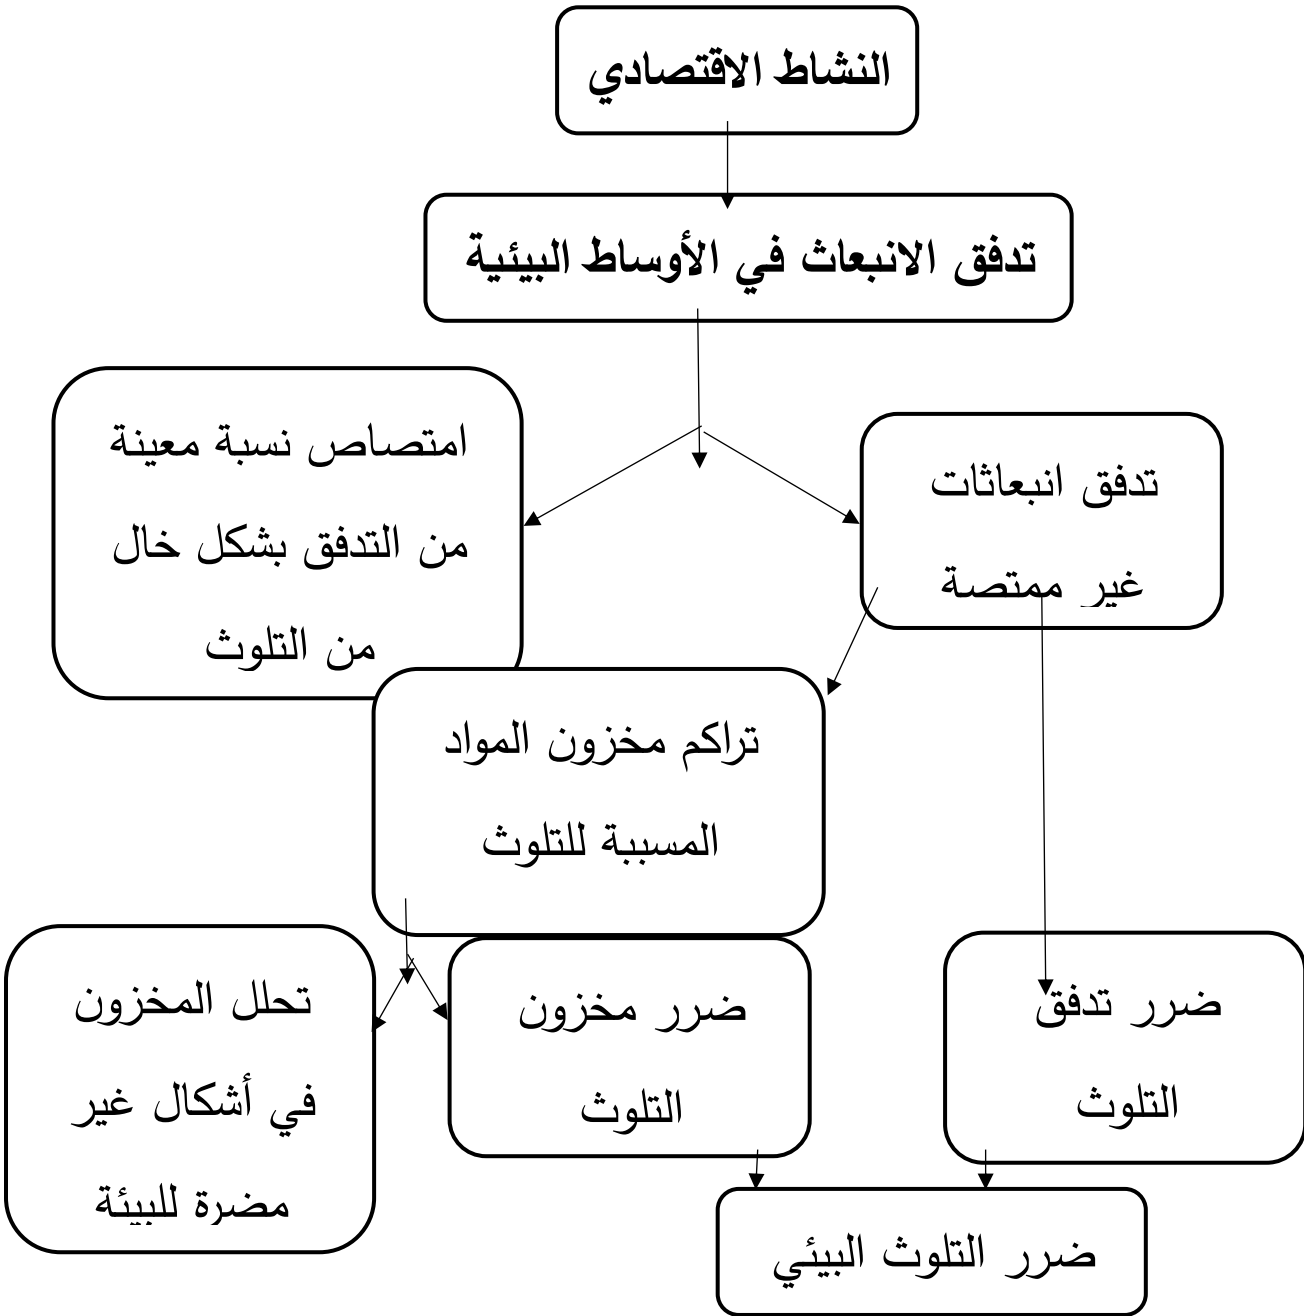 النشاط الاقتصادي
تدفق الانبعاث في الأوساط البيئية
امتصاص نسبة معينة
من التدفق بشكل خال
من التلوث
تدفق انبعاثات
غير ممتصة
تراكم مخزون المواد
المسببة للتلوث
تحلل المخزون
في أشكال غير
مضرة للبيئة
ضرر مخزون
التلوث
ضرر تدفق
التلوث
ضرر التلوث البيئي